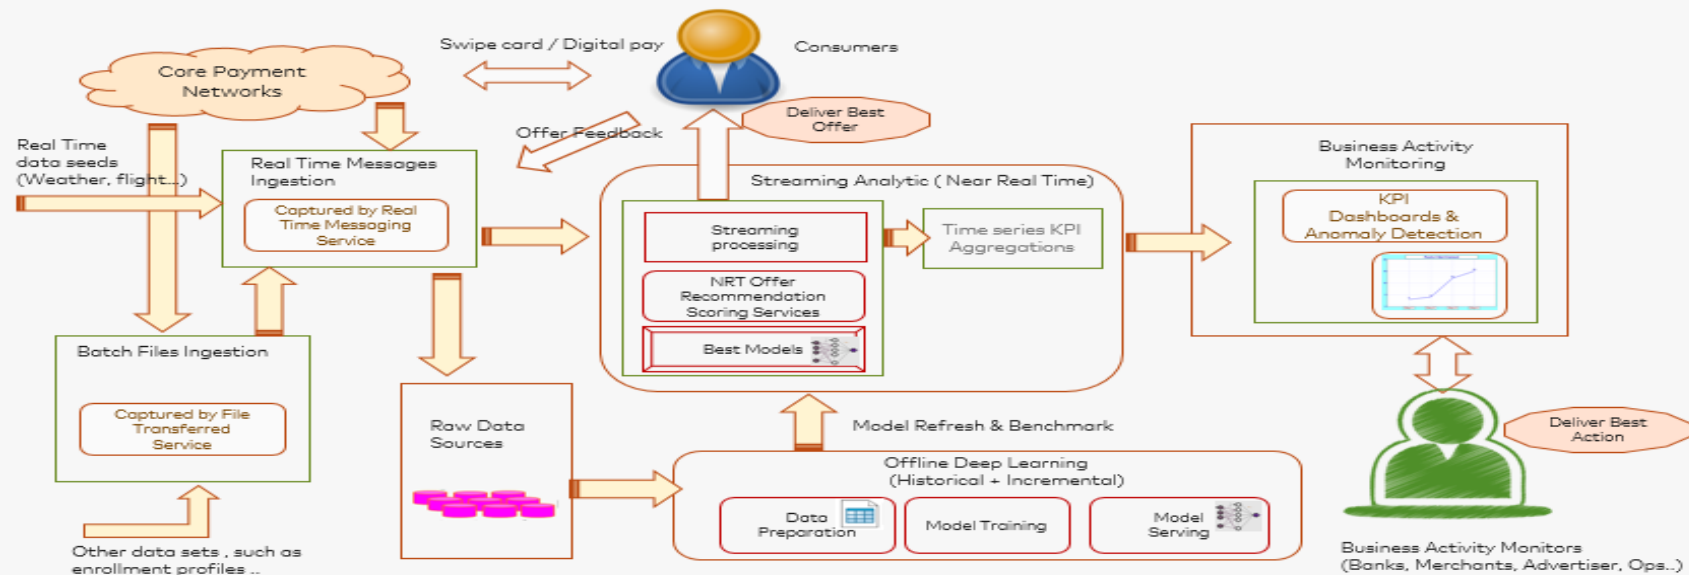 Swipe card / Digital pay
Consumers
Core Payment
Networks
Deliver Best
Offer
Offer Feedback
Real Time
data seeds
(Weather, flight...)
Real Time Messages
Ingestion
Captured by Real
Time Messaging
Service
Streaming Analytic ( Near Real Time)
Streaming
processing
NRT Offer
Recommendation
Scoring Services
Best Models
Time series KPI
Aggregations
Business Activity
Monitoring
KPI
Dashboards &
Anomaly Detection
Batch Files Ingestion
Captured by File
Transferred
Service
Raw Data
Sources
Model Refresh & Benchmark
Deliver Best
Action
Offline Deep Learning
(Historical + Incremental)
Data
Preparation
Model Training
Model
Serving
Other data sets , such as
enrollment profiles ..
Business Activity Monitors
(Banks, Merchants, Advertiser, Ops..)